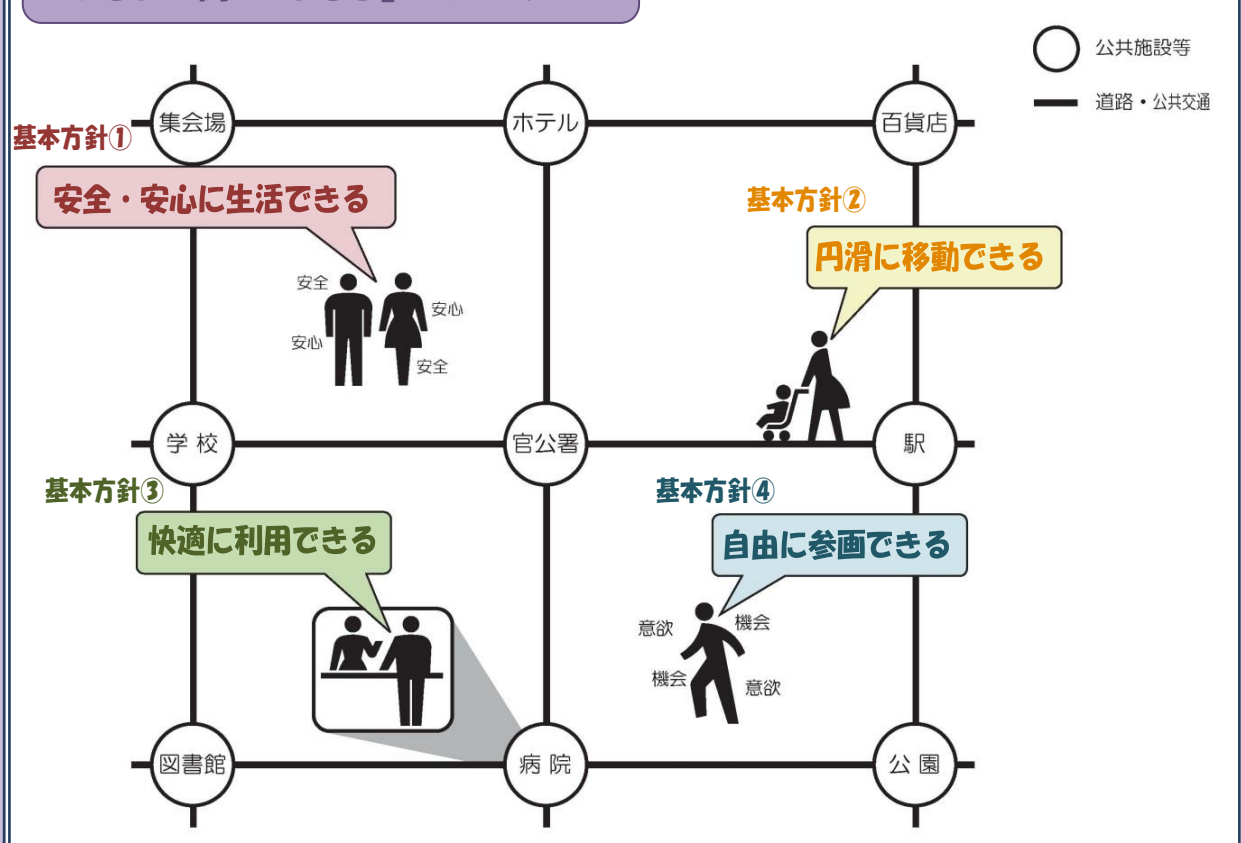 公共施設等
道路・公共交通
集会場
ホテル
百貨店
基本方針①
安全・安心に生活できる
基本方針②
円滑に移動できる
安全
安心
安心
安全
学校
官公署
駅
基本方針③
快適に利用できる
基本方針④
自由に参画できる
意欲
機会
機会
意欲
図書館
病院
公園